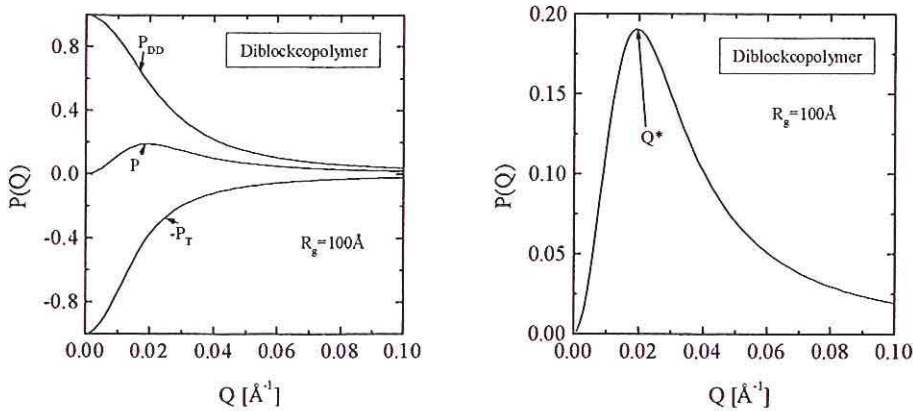 0.8
0.4
0.0
-0.4
-0.8
P(Q)
P_DD
P
-P_T
Diblockcopolymer
R_g=100Å
0.00 0.02 0.04 0.06 0.08 0.10
Q [Å⁻¹]
0.20
0.15
0.10
0.05
0.00
P(Q)
Q*
Diblockcopolymer
R_g=100Å
0.00 0.02 0.04 0.06 0.08 0.10
Q [Å⁻¹]